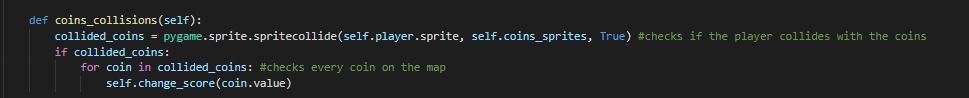 def coins_collisions(self):
collided_coins = pygame.sprite.spritecollide(self.player.sprite, self.coins_sprites, True) #checks if the player collides with the coins
if collided_coins:
for coin in collided_coins: #checks every coin on the map
self.change_score(coin.value)